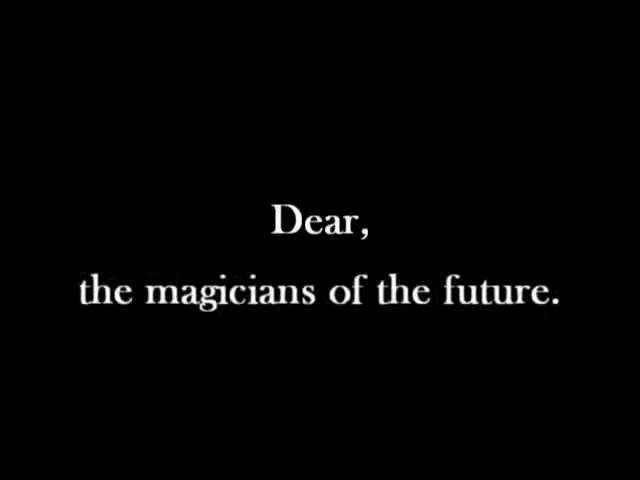 Dear,
the magicians of the future.